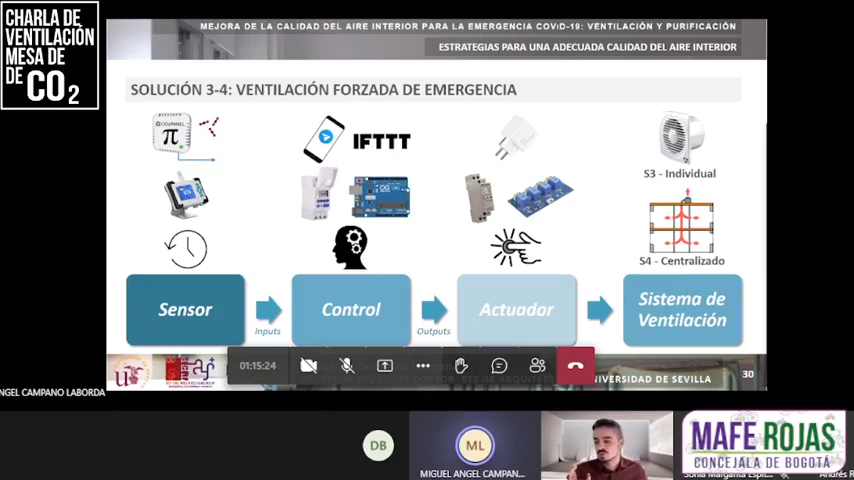 CHARLA DE
VENTILACIÓN
MESA DE
DE CO2
MEJORA DE LA CALIDAD DEL AIRE INTERIOR PARA LA EMERGENCIA COVID-19: VENTILACIÓN Y PURIFICACIÓN
ESTRATEGIAS PARA UNA ADECUADA CALIDAD DEL AIRE INTERIOR
SOLUCIÓN 3-4: VENTILACIÓN FORZADA DE EMERGENCIA
π
IFTTT
S3 - Individual
S4 - Centralizado
Sensor
Inputs
Control
Outputs
Actuador
Sistema de
Ventilación
01:15:24
UNIVERSIDAD DE SEVILLA
30
ANGEL CAMPANO LABORDA
DB
ML
MIGUEL ANGEL CAMPAN...
MAFE ROJAS
CONCEJALA DE BOGOTÁ